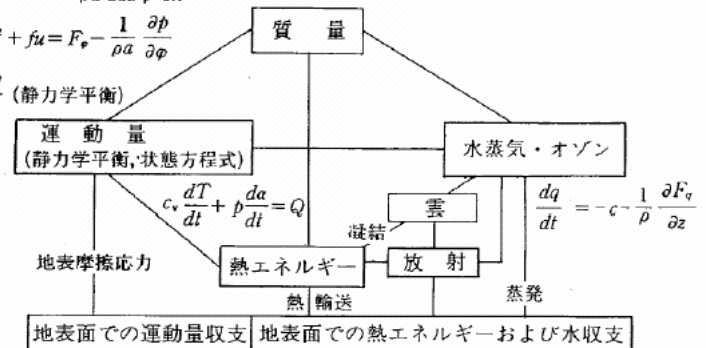 質量
+ fu = F_φ − 1/ρa ∂p/∂φ
(静力学平衡)
運動量
(静力学平衡,状態方程式)
水蒸気・オゾン
c_v dT/dt + p dα/dt = Q
雲
dq/dt = −c − 1/ρ ∂F_q/∂z
凝結
地表摩擦応力
熱エネルギー
放射
熱輸送
蒸発
地表面での運動量収支
地表面での熱エネルギーおよび水収支